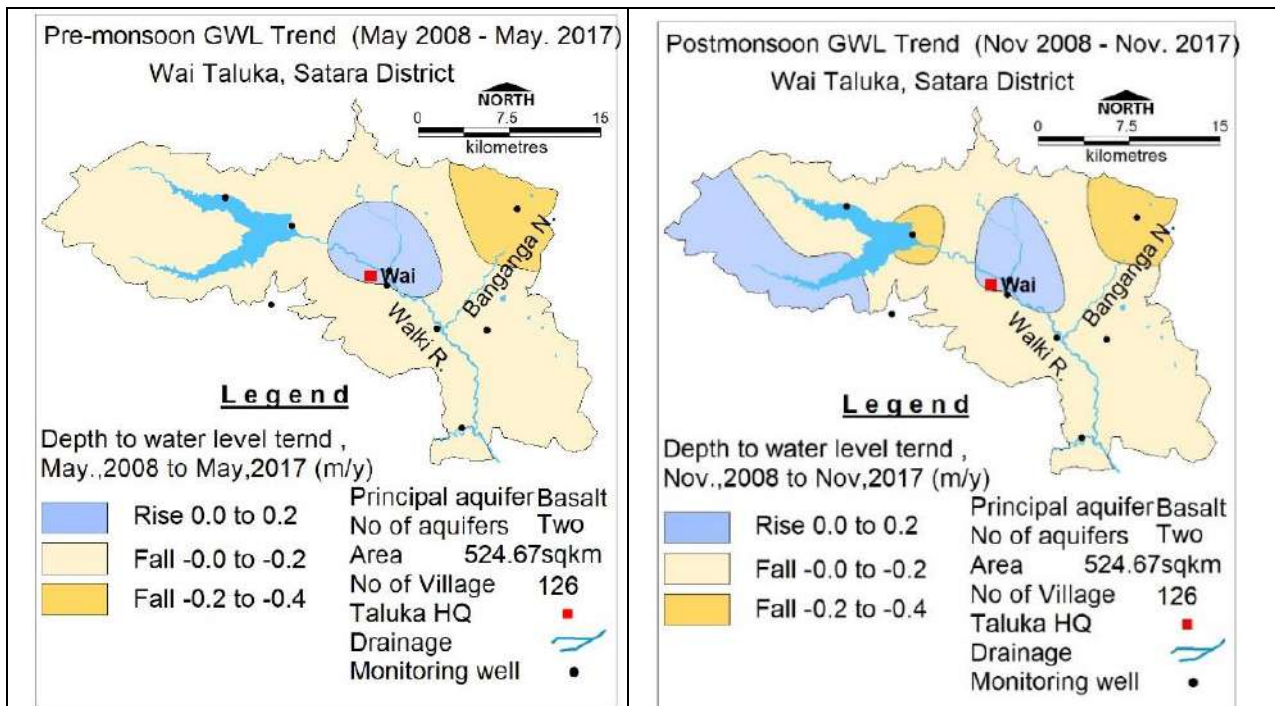 Pre-monsoon GWL Trend (May 2008 - May. 2017)
Wai Taluka, Satara District
NORTH
0 7.5 15
kilometres
Wai
Banganga N.
Walki R.
Legend
Depth to water level ternd ,
May.,2008 to May,2017 (m/y)
Rise 0.0 to 0.2
Fall -0.0 to -0.2
Fall -0.2 to -0.4
Principal aquifer Basalt
No of aquifers Two
Area 524.67sqkm
No of Village 126
Taluka HQ
Drainage
Monitoring well
Postmonsoon GWL Trend (Nov 2008 - Nov. 2017)
Wai Taluka, Satara District
NORTH
0 7.5 15
kilometres
Wai
Banganga N.
Walki R.
Legend
Depth to water level ternd ,
Nov.,2008 to Nov,2017 (m/y)
Rise 0.0 to 0.2
Fall -0.0 to -0.2
Fall -0.2 to -0.4
Principal aquifer Basalt
No of aquifers Two
Area 524.67sqkm
No of Village 126
Taluka HQ
Drainage
Monitoring well